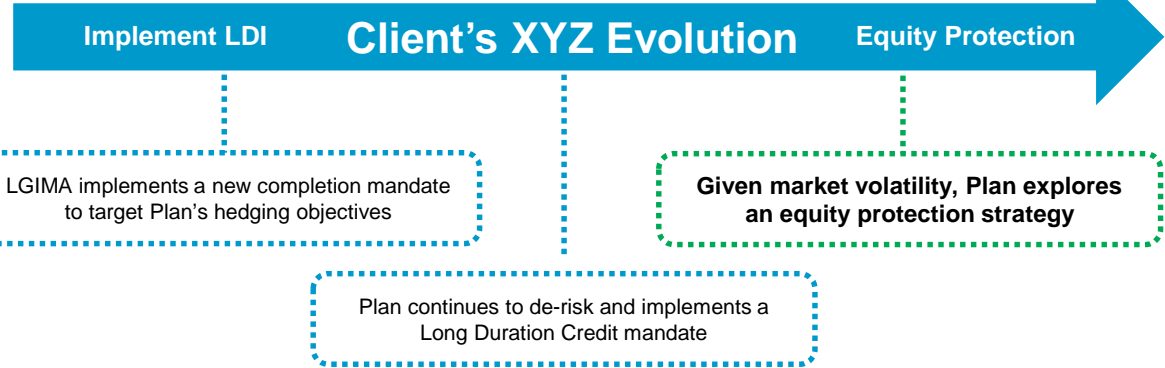 Implement LDI
Client's XYZ Evolution
Equity Protection
LGIMA implements a new completion mandate
to target Plan's hedging objectives
Given market volatility, Plan explores
an equity protection strategy
Plan continues to de-risk and implements a
Long Duration Credit mandate